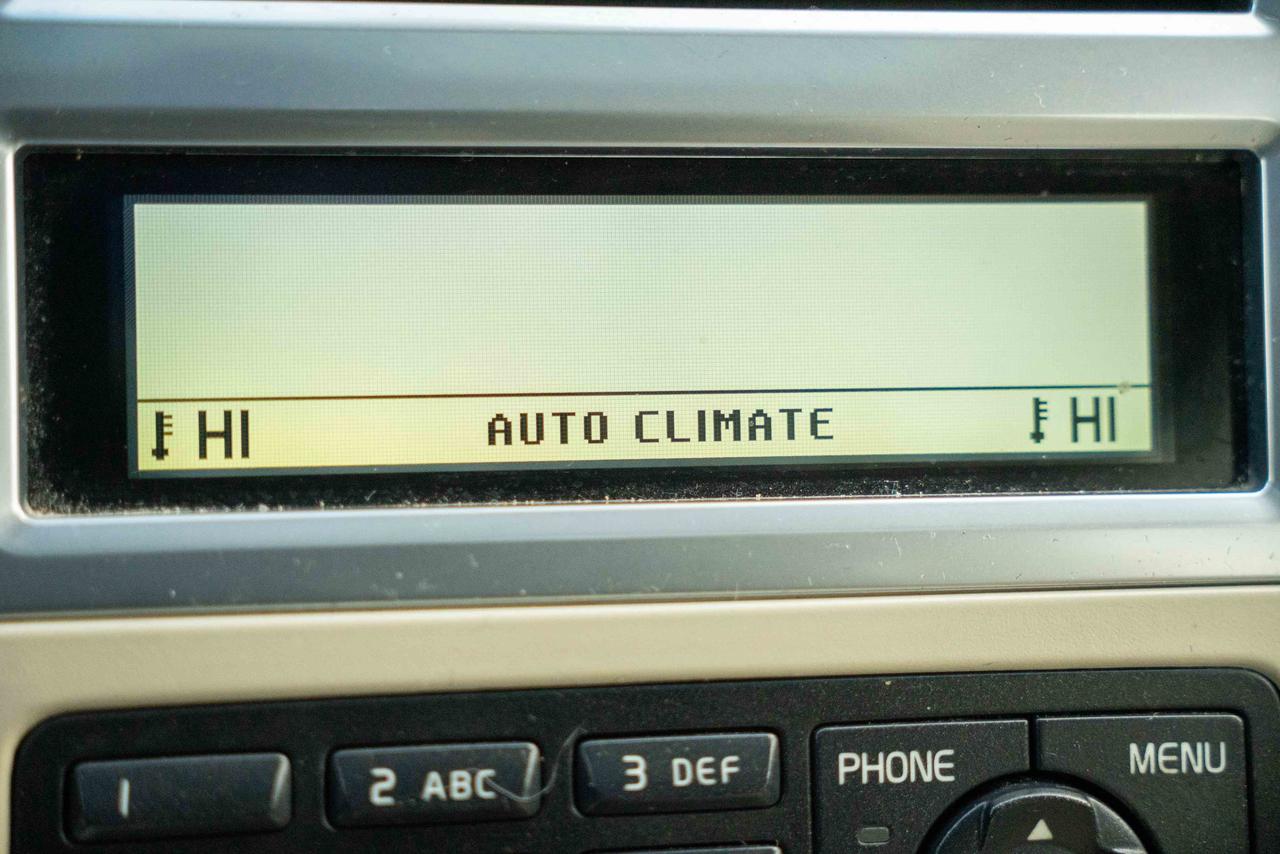 HI AUTO CLIMATE HI
1 2 ABC 3 DEF PHONE MENU